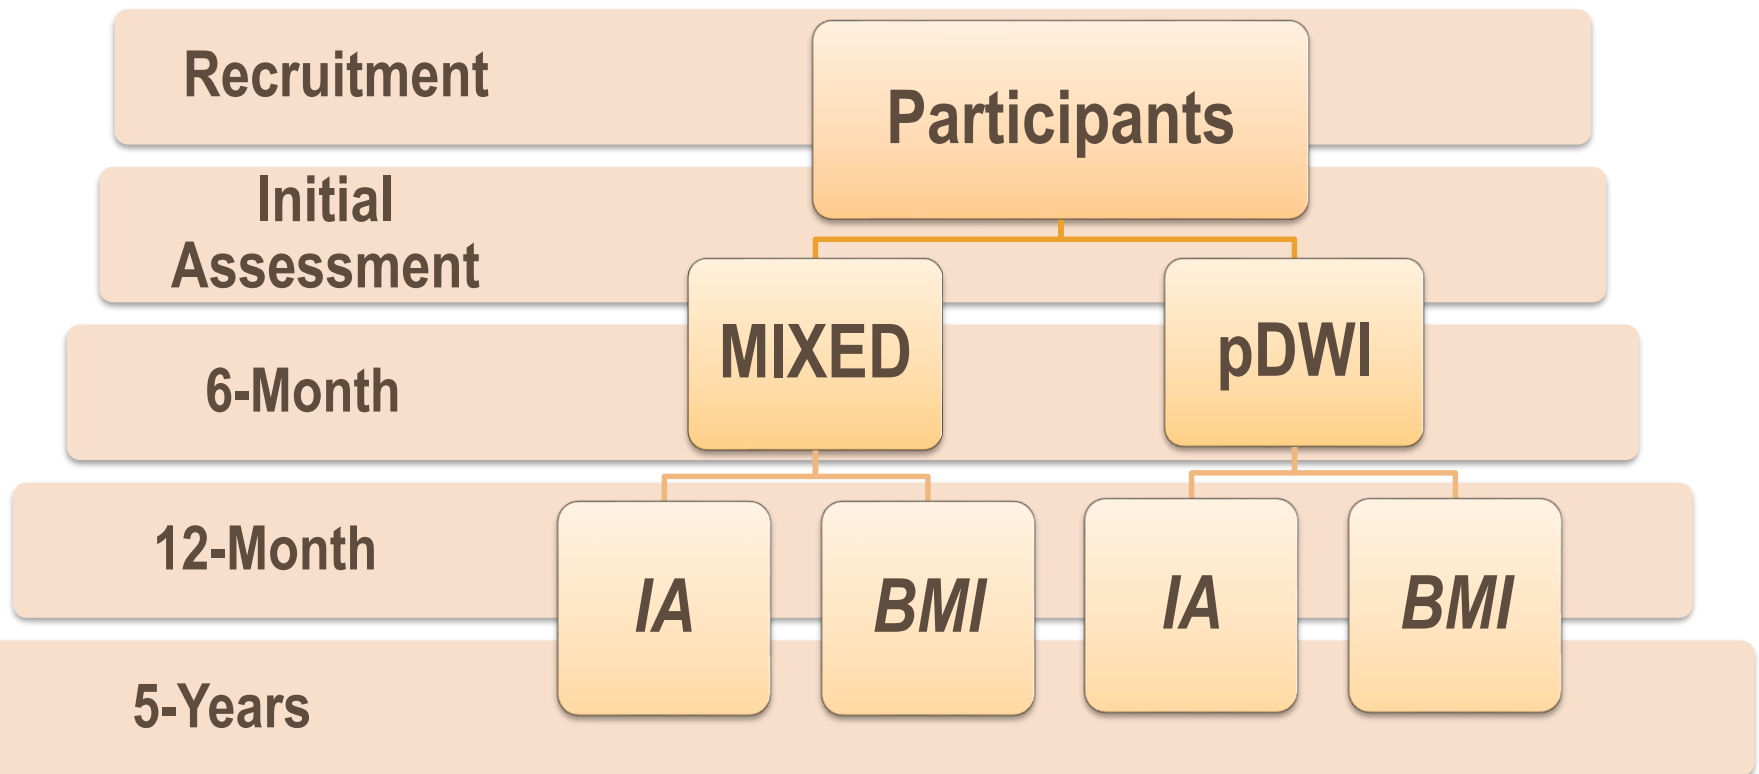 Recruitment
Participants
Initial
Assessment
MIXED
pDWI
6-Month
12-Month
IA
BMI
IA
BMI
5-Years